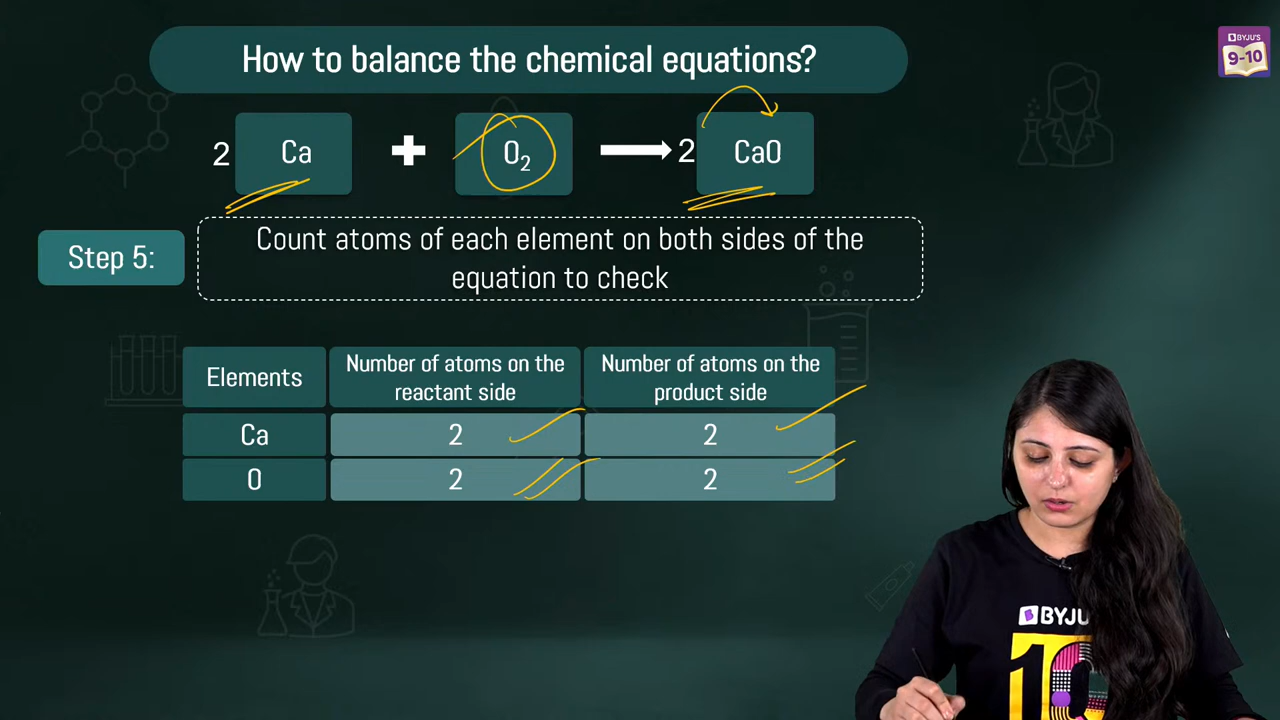 How to balance the chemical equations?
BYJU'S
9-10
2 Ca + O₂ → 2 CaO
Step 5:
Count atoms of each element on both sides of the
equation to check
Elements
Number of atoms on the
reactant side
Number of atoms on the
product side
Ca 2 2
O 2 2
BYJU
10